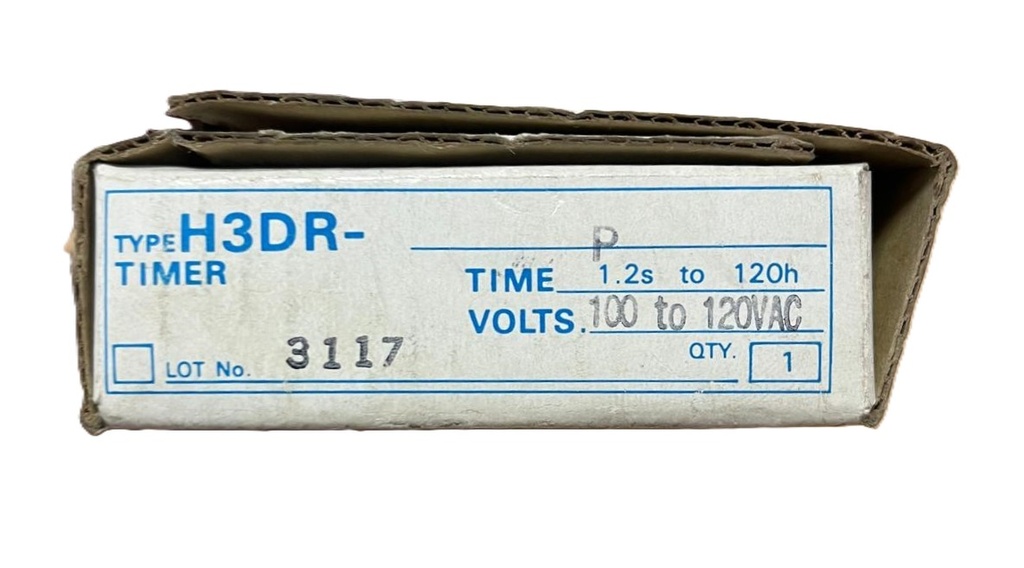 TYPE H3DR- P
TIMER
TIME 1.2s to 120h
VOLTS. 100 to 120VAC
QTY. 1
LOT No. 3117